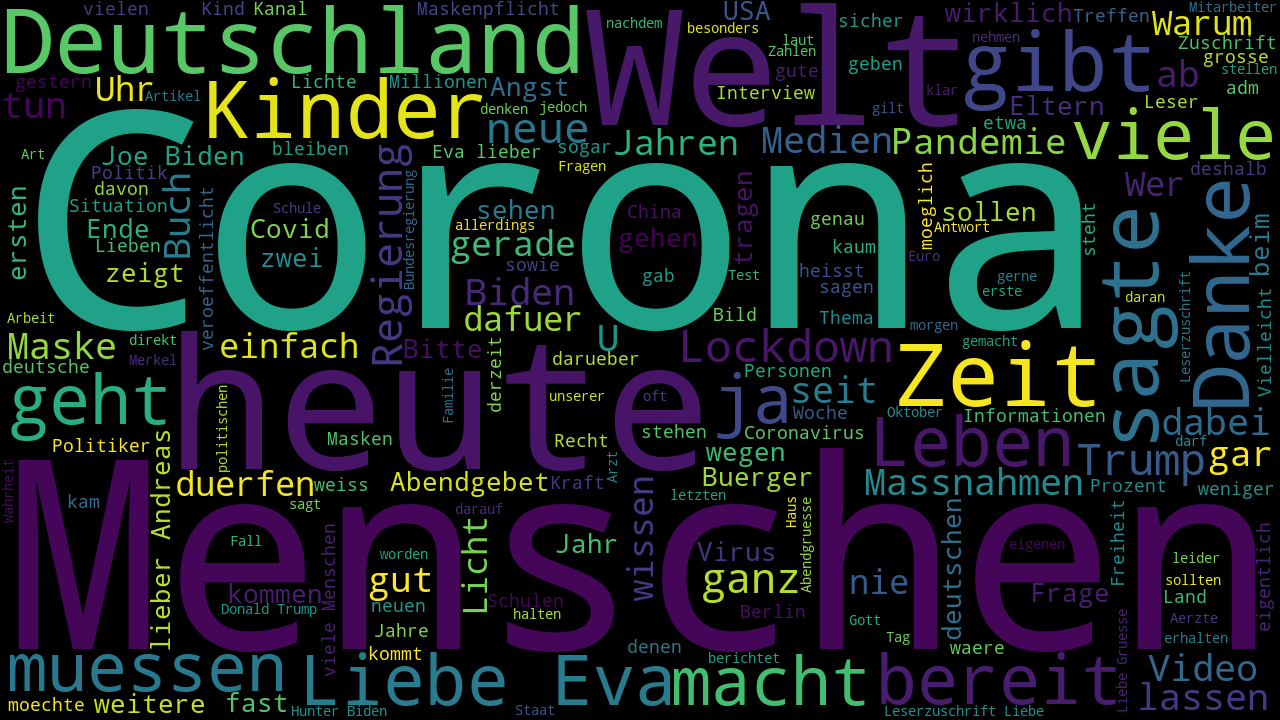 vielen Kind Kanal Maskenpflicht USA wirklich Treffen Mitarbeiter
Deutschland Welt nachdem besonders sicher nehmen Warum
gestern Lichte Millionen Angst laut Zahlen gute geben gibt Zuschrift
tun Uhr Artikel Kinder denken jedoch Interview gilt klar ab grosse stellen adm
neue Eltern Leser
Art Joe Biden bleiben Eva lieber sogar Jahren Medien Pandemie etwa viele
Politik davon Fragen Wer deshalb
Situation Schule sehen China genau sollen
ersten Ende Lieben Buch Covid allerdings gerade gehen tragen kaum moeglich Antwort steht
zeigt veroeffentlicht zwei Regierung Bundesregierung sowie gab Test heisst sagen Euro gerne erste sagte Danke daran beim
Corona
Biden
Arbeit dafuer U Bild Thema morgen
Maske direkt Merkel einfach Bitte darueber Lockdown gemacht Leserzuschrift Vielleicht
deutsche Personen
geht heute Familie derzeit unserer oft ja seit Zeit
Woche Oktober Informationen dabei
Politiker politischen Masken Recht stehen Coronavirus Leben darf
wegen Trump gar
Wahrheit kam lieber Andreas duerfen weiss Abendgebet Kraft Arzt letzten Buerger Massnahmen Prozent weniger
sagt darauf Haus
Menschen
Fall viele Menschen worden Licht Jahr wissen Virus Abendgruesse deutschen eigenen Freiheit leider eigentlich
kommen gut ganz nie sollten
Donald Trump neuen Schulen halten Berlin Gott Frage Land
Jahre Tag Aerzte
kommt denen berichtet waere erhalten
muessen Liebe Eva macht bereit Liebe Gruesse Video
moechte weitere fast Hunter Biden Staat Leserzuschrift Liebe lassen